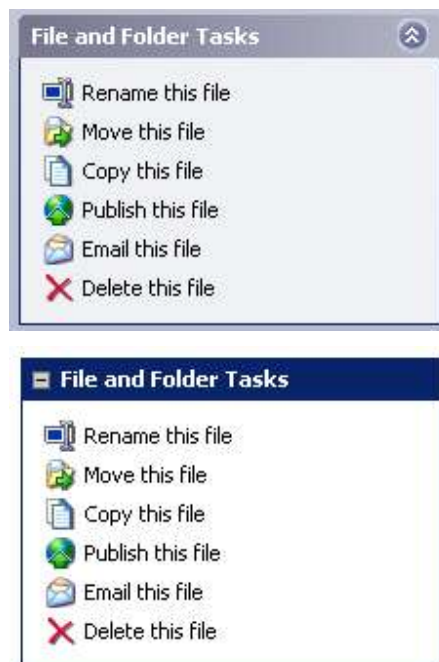 File and Folder Tasks
Rename this file
Move this file
Copy this file
Publish this file
Email this file
Delete this file
File and Folder Tasks
Rename this file
Move this file
Copy this file
Publish this file
Email this file
Delete this file